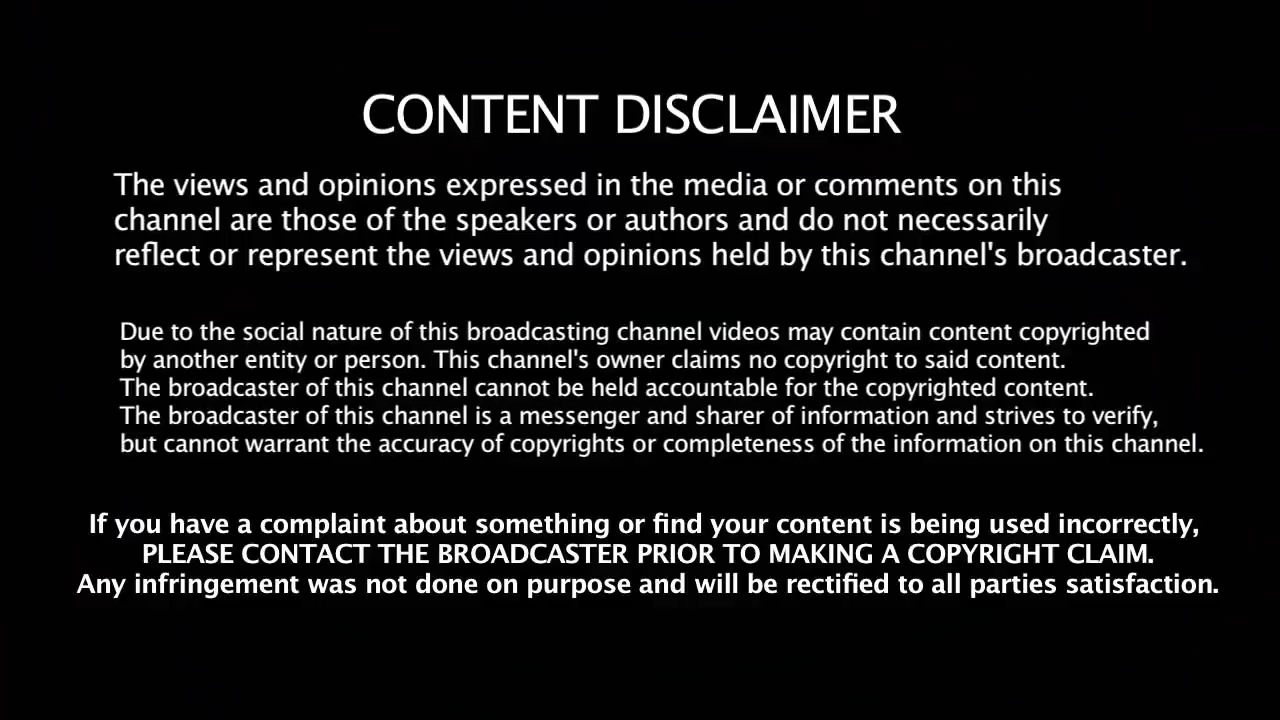 CONTENT DISCLAIMER
The views and opinions expressed in the media or comments on this
channel are those of the speakers or authors and do not necessarily
reflect or represent the views and opinions held by this channel's broadcaster.
Due to the social nature of this broadcasting channel videos may contain content copyrighted
by another entity or person. This channel's owner claims no copyright to said content.
The broadcaster of this channel cannot be held accountable for the copyrighted content.
The broadcaster of this channel is a messenger and sharer of information and strives to verify,
but cannot warrant the accuracy of copyrights or completeness of the information on this channel.
If you have a complaint about something or find your content is being used incorrectly,
PLEASE CONTACT THE BROADCASTER PRIOR TO MAKING A COPYRIGHT CLAIM.
Any infringement was not done on purpose and will be rectified to all parties satisfaction.